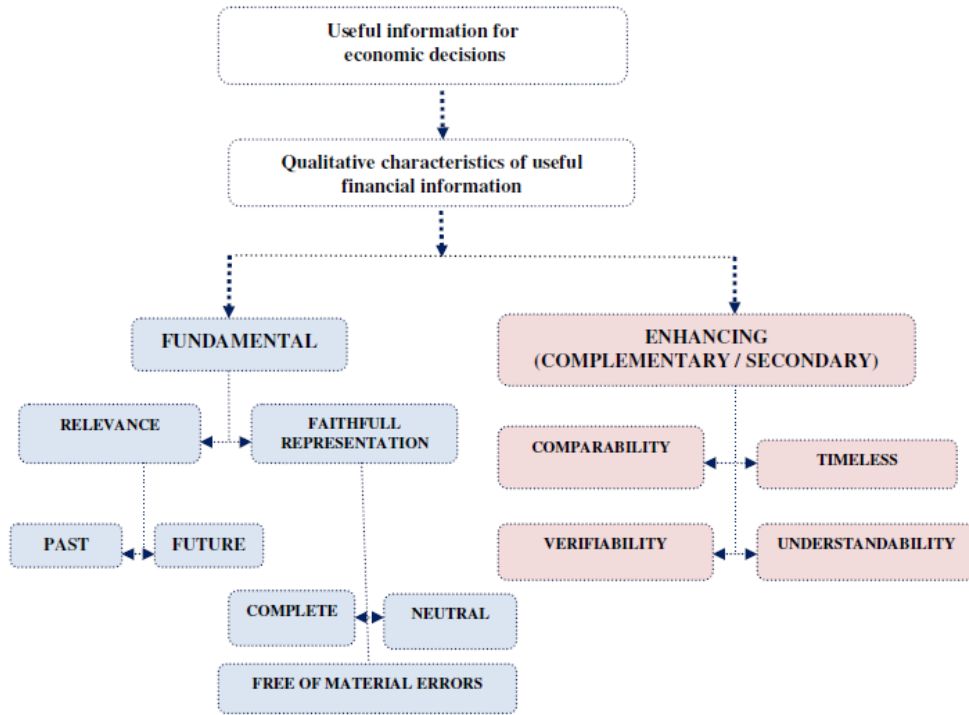 Useful information for
economic decisions
Qualitative characteristics of useful
financial information
FUNDAMENTAL
ENHANCING
(COMPLEMENTARY / SECONDARY)
RELEVANCE
FAITHFULL
REPRESENTATION
COMPARABILITY
TIMELESS
PAST
FUTURE
VERIFIABILITY
UNDERSTANDABILITY
COMPLETE
NEUTRAL
FREE OF MATERIAL ERRORS